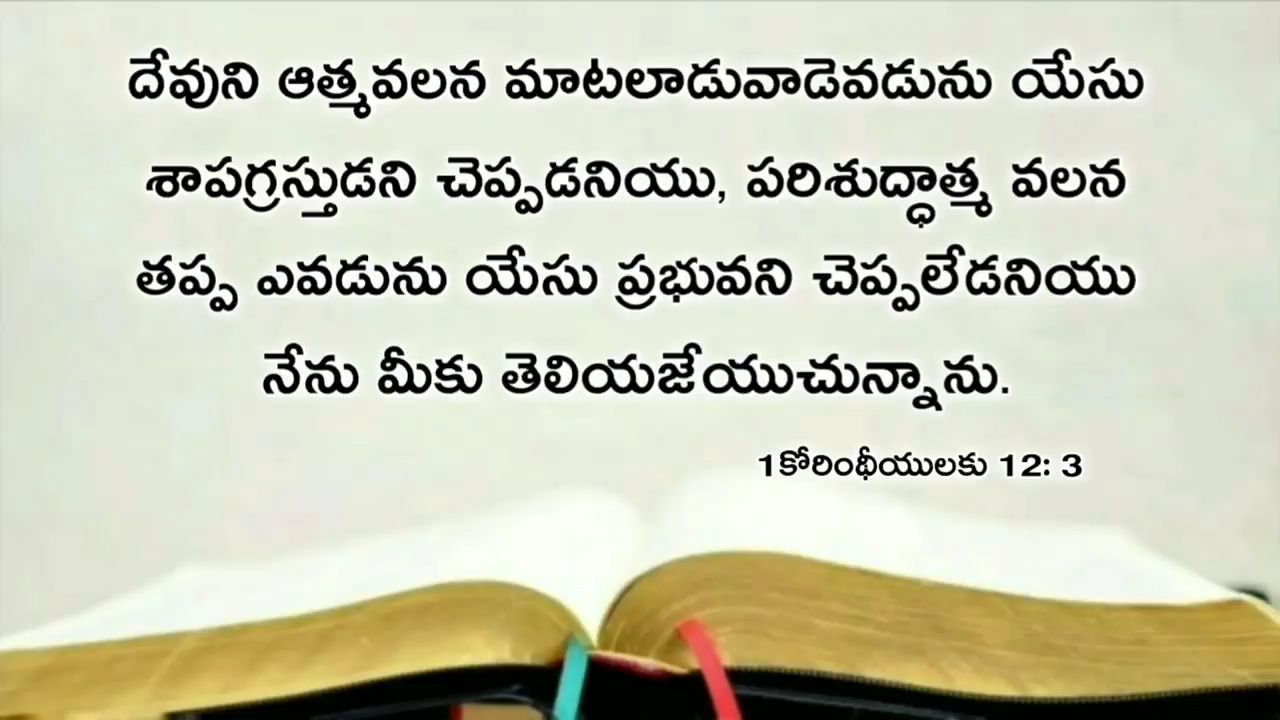 దేవుని ఆత్మవలన మాటలాడువాడెవడును యేసు
శాపగ్రస్తుడని చెప్పడనియు, పరిశుద్ధాత్మ వలన
తప్ప ఎవడును యేసు ప్రభువని చెప్పలేడనియు
నేను మీకు తెలియజేయుచున్నాను.
1కోరింథీయులకు 12: 3